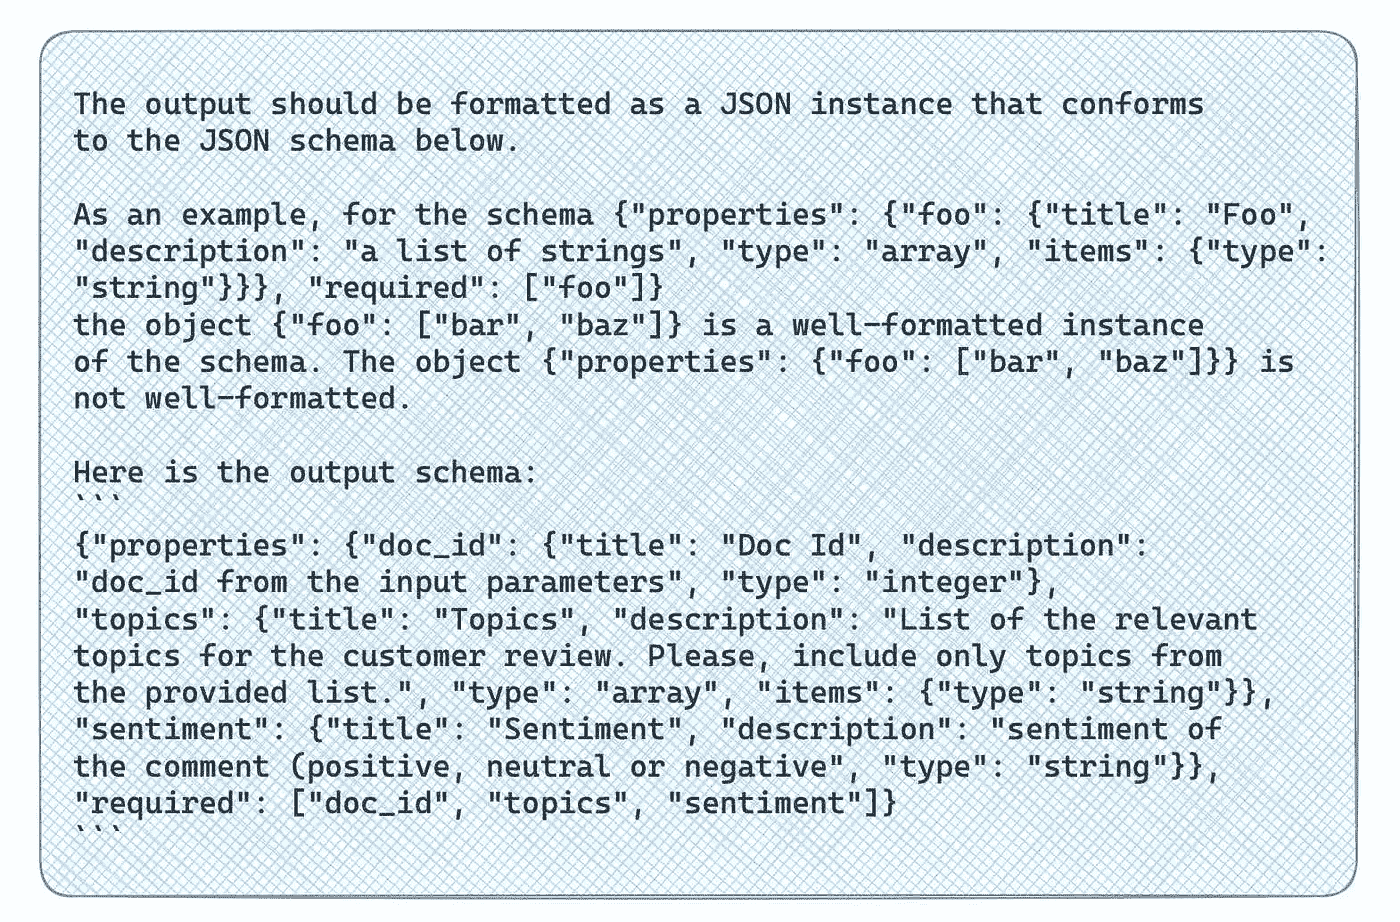 The output should be formatted as a JSON instance that conforms
to the JSON schema below.
As an example, for the schema {"properties": {"foo": {"title": "Foo",
"description": "a list of strings", "type": "array", "items": {"type":
"string"}}}, "required": ["foo"]}
the object {"foo": ["bar", "baz"]} is a well-formatted instance
of the schema. The object {"properties": {"foo": ["bar", "baz"]}} is
not well-formatted.
Here is the output schema:
```
{"properties": {"doc_id": {"title": "Doc Id", "description":
"doc_id from the input parameters", "type": "integer"},
"topics": {"title": "Topics", "description": "List of the relevant
topics for the customer review. Please, include only topics from
the provided list.", "type": "array", "items": {"type": "string"}},
"sentiment": {"title": "Sentiment", "description": "sentiment of
the comment (positive, neutral or negative", "type": "string"}},
"required": ["doc_id", "topics", "sentiment"]}
```